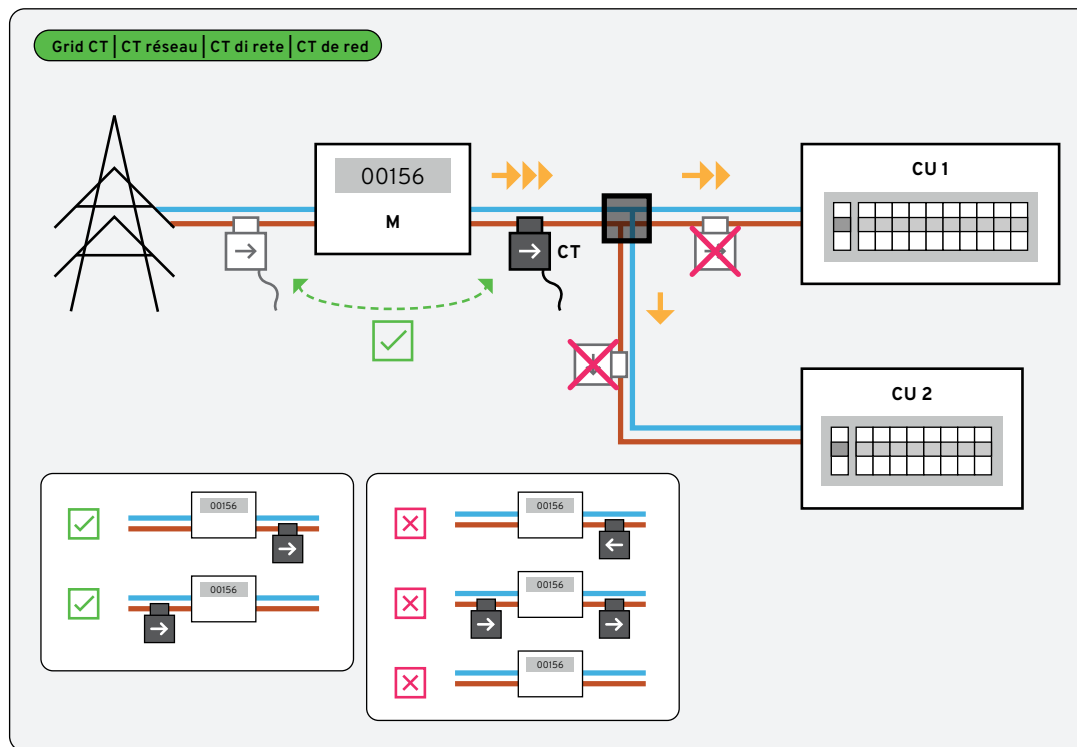 Grid CT | CT réseau | CT di rete | CT de red
00156
M
CT
CU 1
CU 2
00156
00156
00156
00156
00156